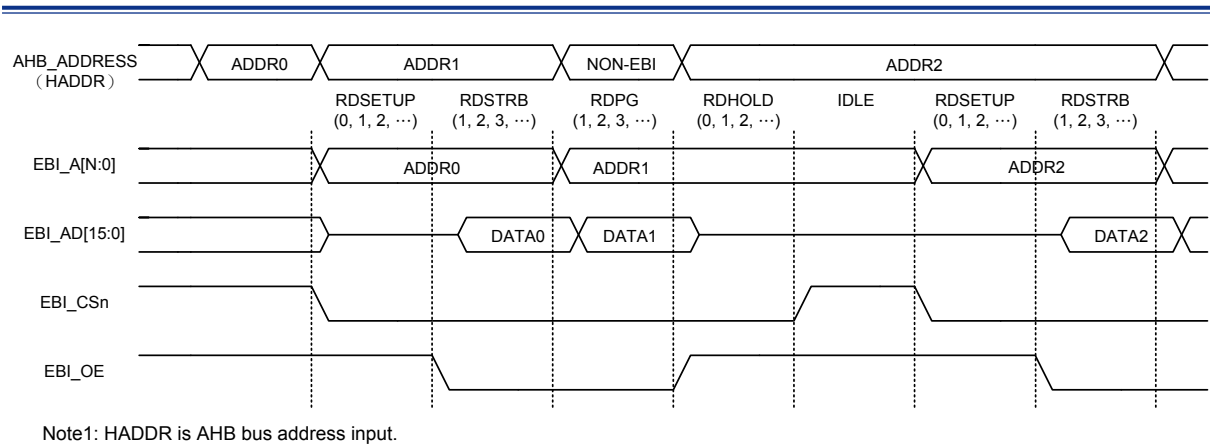 AHB_ADDRESS
（HADDR）
ADDR0 ADDR1 NON-EBI ADDR2
RDSETUP RDSTRB RDPG RDHOLD IDLE RDSETUP RDSTRB
(0, 1, 2, ⋯) (1, 2, 3, ⋯) (1, 2, 3, ⋯) (0, 1, 2, ⋯) (0, 1, 2, ⋯) (1, 2, 3, ⋯)
EBI_A[N:0] ADDR0 ADDR1 ADDR2
EBI_AD[15:0] DATA0 DATA1 DATA2
EBI_CSn
EBI_OE
Note1: HADDR is AHB bus address input.